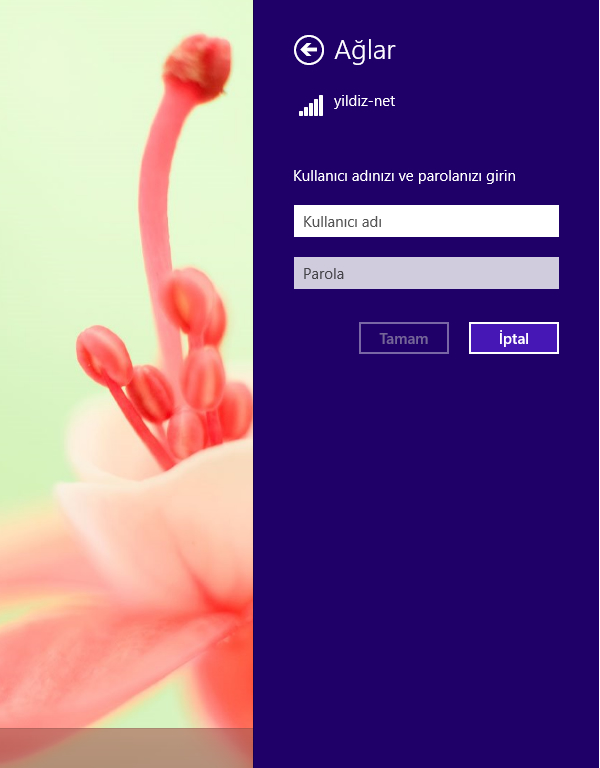 Ağlar
yildiz-net
Kullanıcı adınızı ve parolanızı girin
Kullanıcı adı
Parola
Tamam
İptal